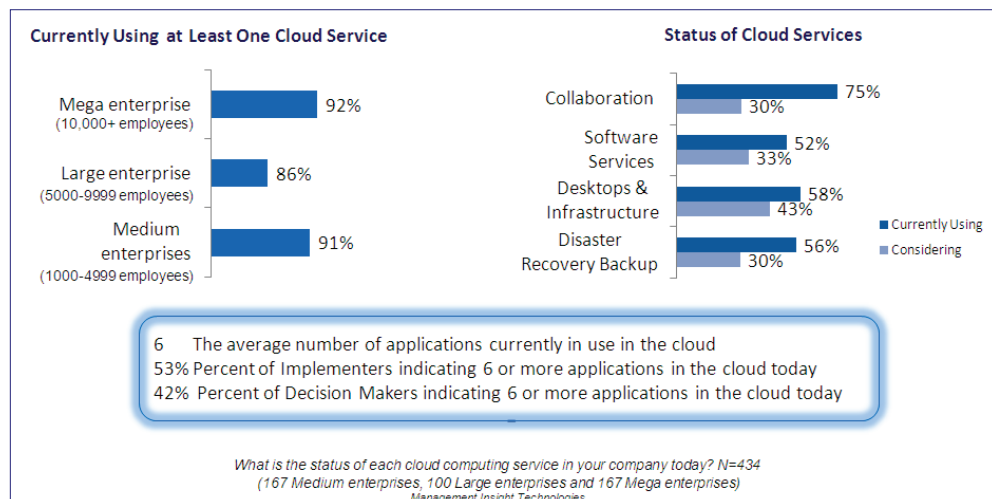 Currently Using at Least One Cloud Service
Mega enterprise
(10,000+ employees)
92%
Large enterprise
(5000-9999 employees)
86%
Medium
enterprises
(1000-4999 employees)
91%
Status of Cloud Services
Collaboration
75%
30%
Software
Services
52%
33%
Desktops &
Infrastructure
58%
43%
Disaster
Recovery Backup
56%
30%
Currently Using
Considering
6 The average number of applications currently in use in the cloud
53% Percent of Implementers indicating 6 or more applications in the cloud today
42% Percent of Decision Makers indicating 6 or more applications in the cloud today
What is the status of each cloud computing service in your company today? N=434
(167 Medium enterprises, 100 Large enterprises and 167 Mega enterprises)
Management Insight Technologies